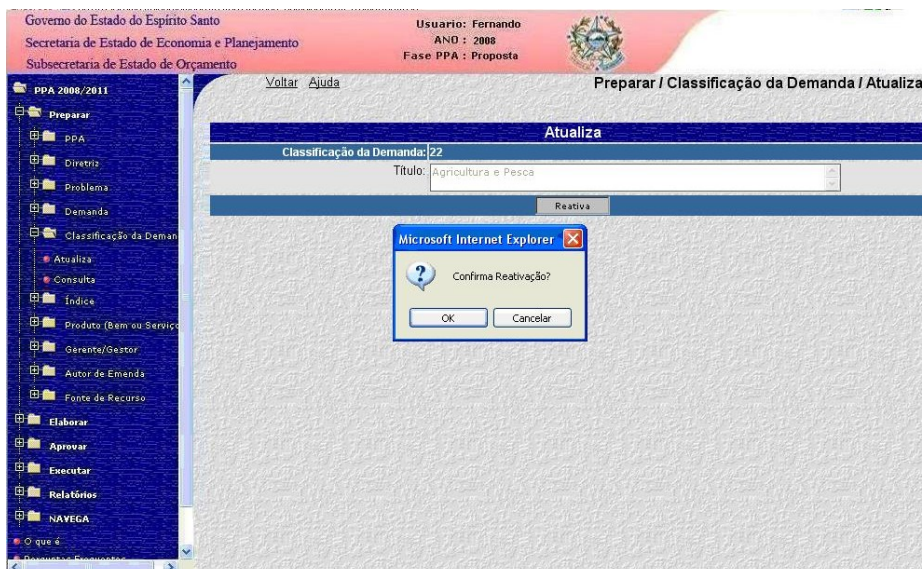 Governo do Estado do Espírito Santo
Secretaria de Estado de Economia e Planejamento
Subsecretaria de Estado de Orçamento
Usuario: Fernando
ANO : 2008
Fase PPA : Proposta
Voltar Ajuda
Preparar / Classificação da Demanda / Atualiza
PPA 2008/2011
Preparar
PPA
Diretriz
Problema
Demanda
Classificação da Deman
Atualiza
Consulta
Índice
Produto (Bem ou Serviço
Gerente/Gestor
Autor de Emenda
Fonte de Recurso
Elaborar
Aprovar
Executar
Relatórios
NAVEGA
O que é
Perguntas Frequentes
Atualiza
Classificação da Demanda: 22
Título: Agricultura e Pesca
Reativa
Microsoft Internet Explorer
Confirma Reativação?
OK Cancelar